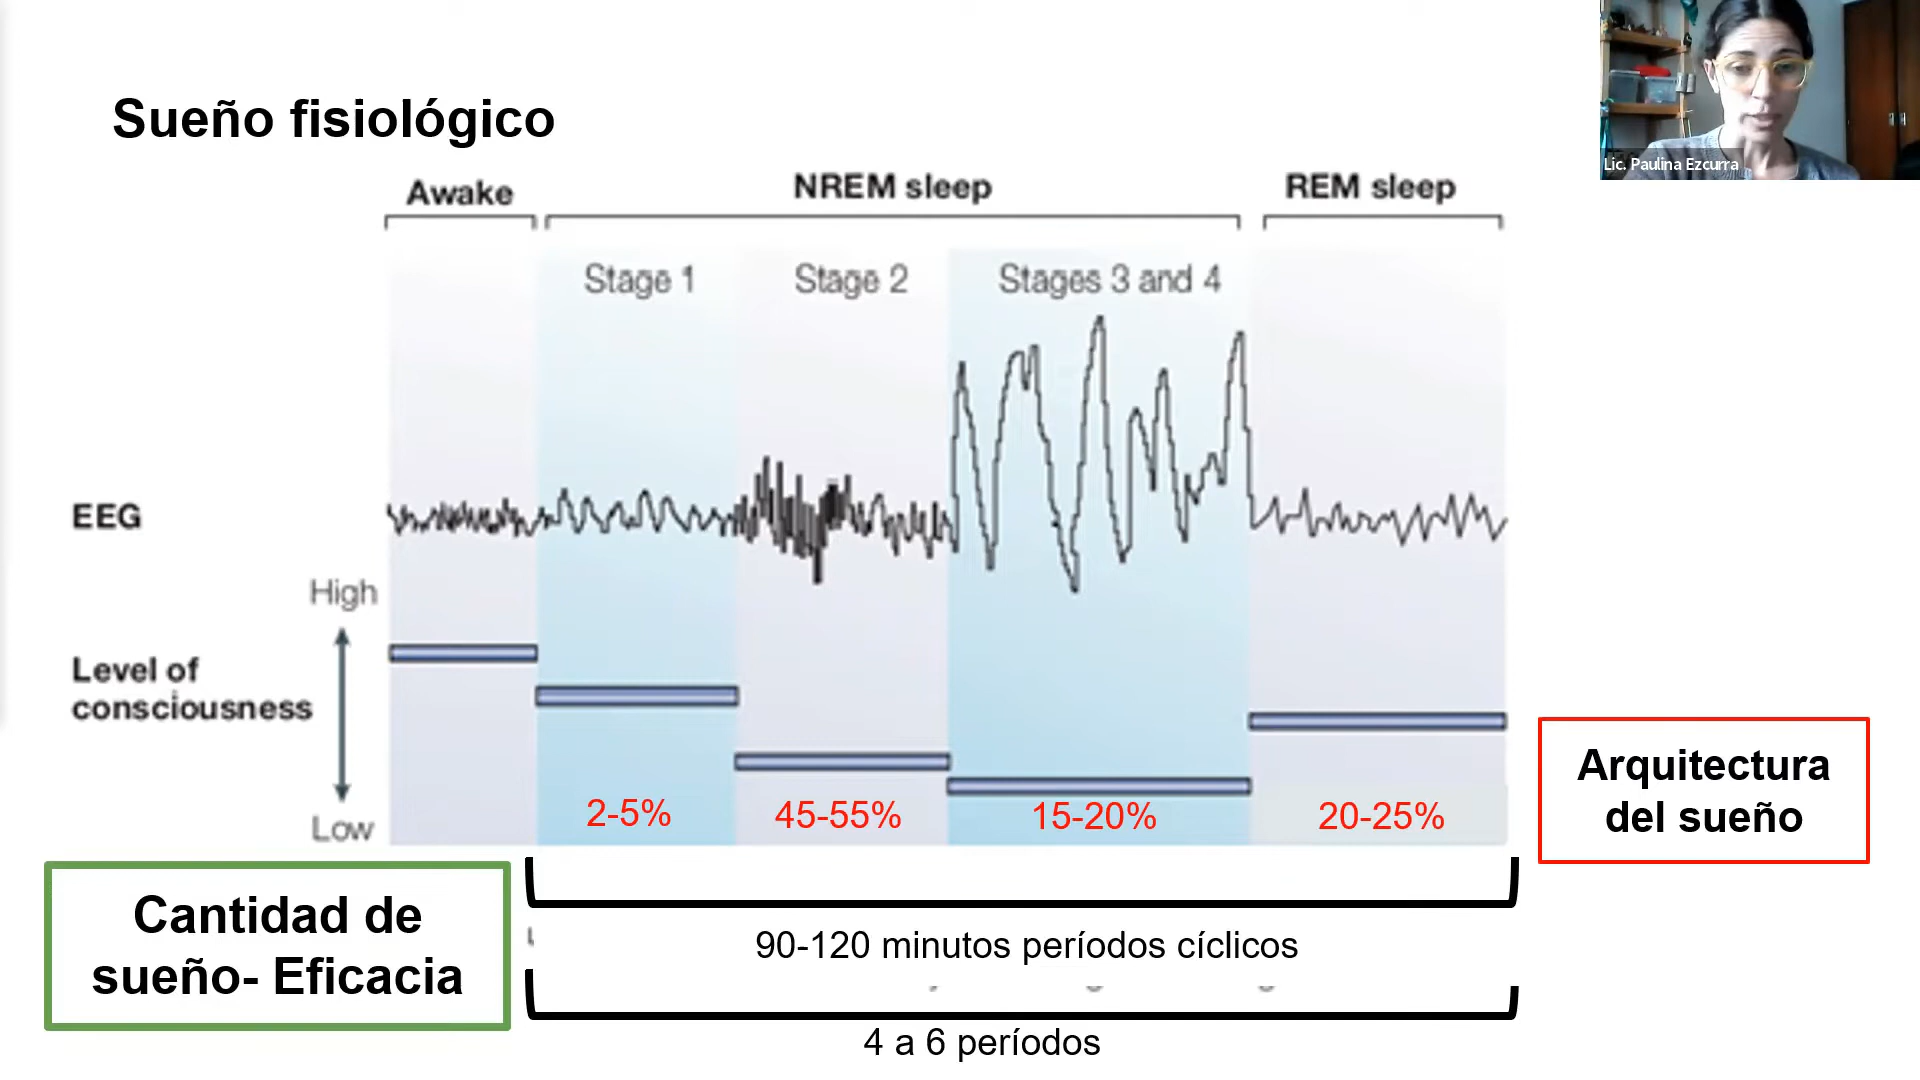 Lic. Paulina Ezcurra
Sueño fisiológico
Awake
NREM sleep
REM sleep
Stage 1
Stage 2
Stages 3 and 4
EEG
High
Level of
consciousness
Low
2-5%
45-55%
15-20%
20-25%
Arquitectura
del sueño
Cantidad de
sueño- Eficacia
90-120 minutos períodos cíclicos
4 a 6 períodos